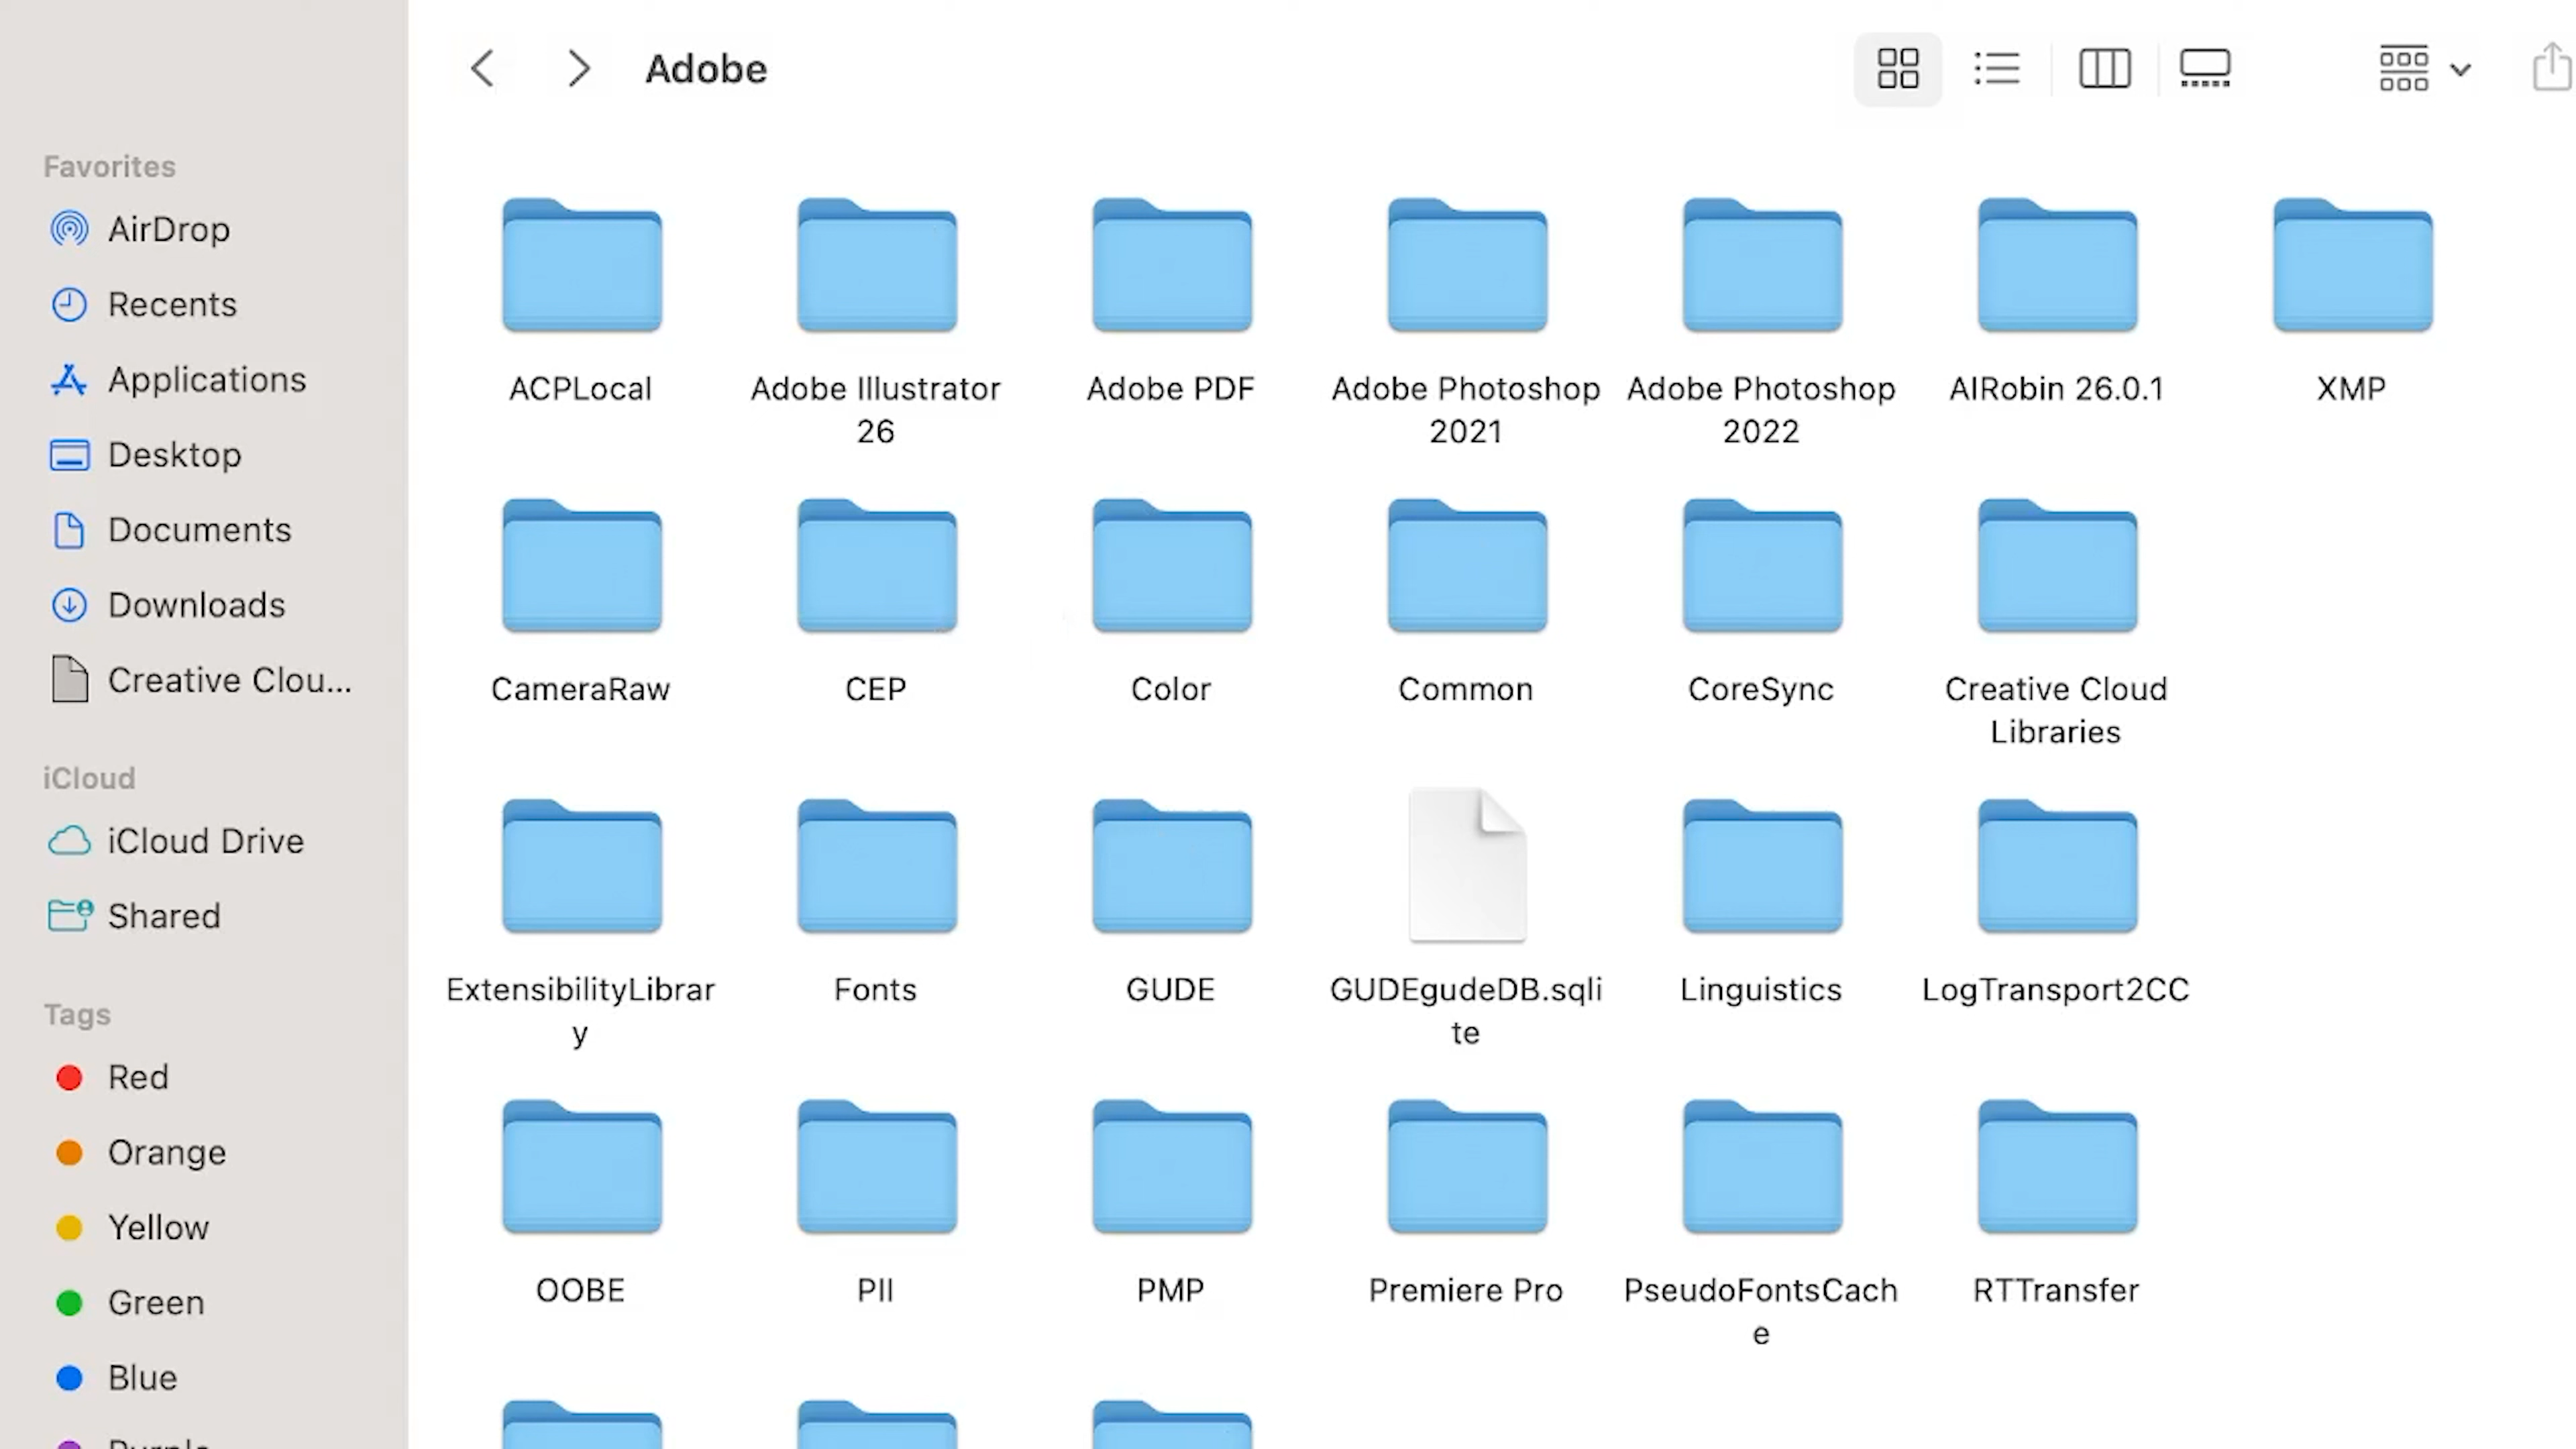 Adobe
Favorites
AirDrop
Recents
Applications
Desktop
Documents
Downloads
Creative Clou...
iCloud
iCloud Drive
Shared
Tags
Red
Orange
Yellow
Green
Blue
Purple
ACPLocal
Adobe Illustrator
26
Adobe PDF
Adobe Photoshop
2021
Adobe Photoshop
2022
AIRobin 26.0.1
XMP
CameraRaw
CEP
Color
Common
CoreSync
Creative Cloud
Libraries
ExtensibilityLibrar
y
Fonts
GUDE
GUDEgudeDB.sqli
te
Linguistics
LogTransport2CC
OOBE
PII
PMP
Premiere Pro
PseudoFontsCach
e
RTTransfer